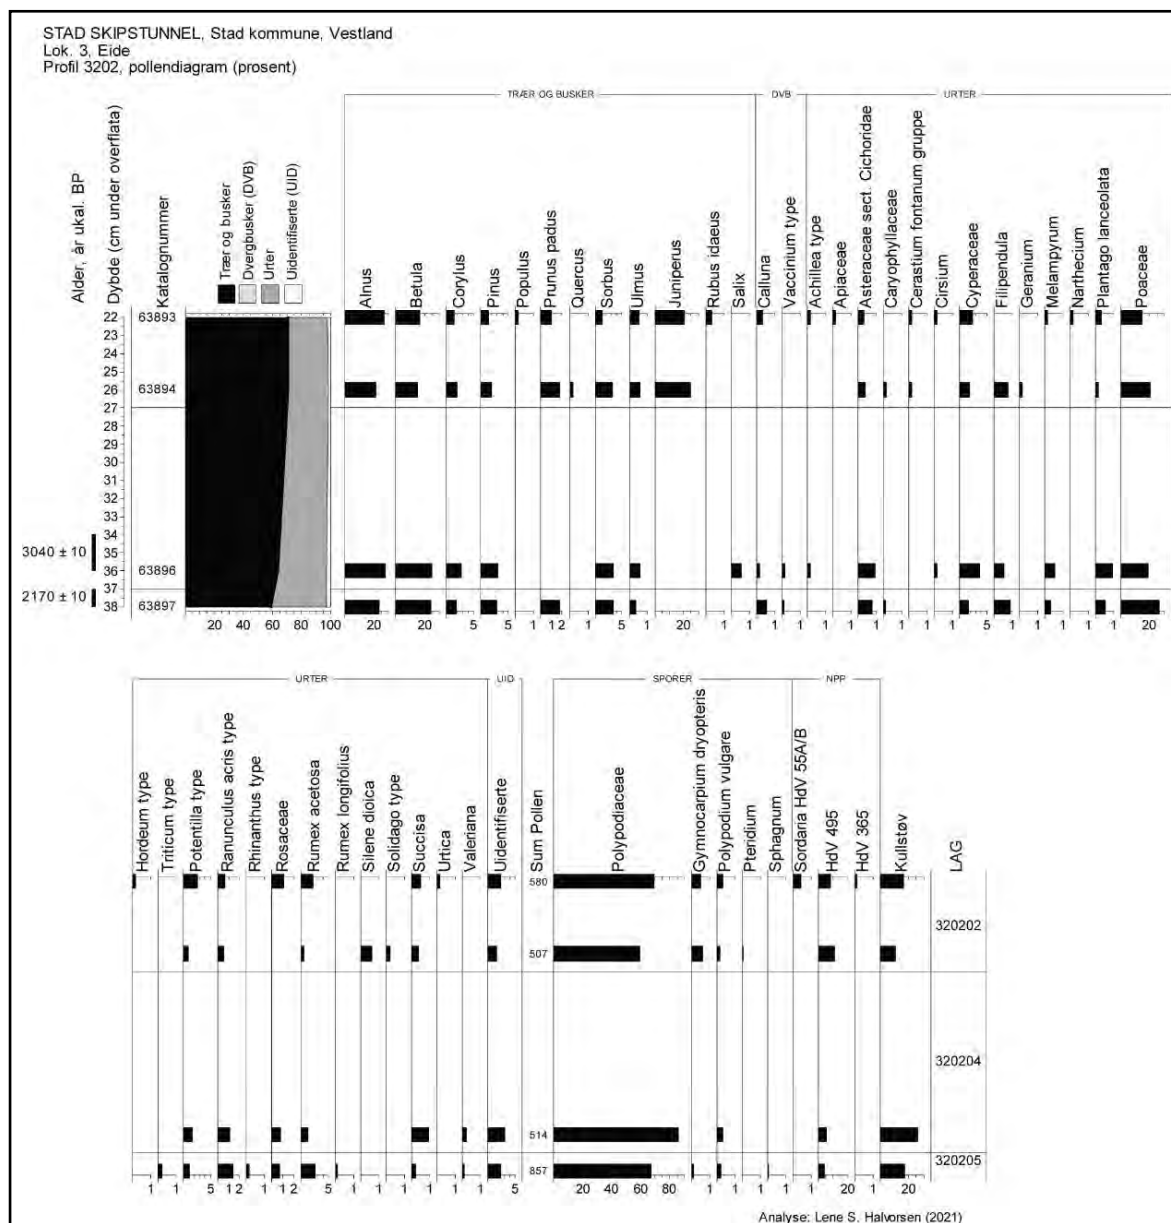 STAD SKIPSTUNNEL, Stad kommune, Vestland
Lok. 3, Eide
Profil 3202, pollendiagram (prosent)
TRÆR OG BUSKER DVB URTER
Alder, år ukal. BP
Dybde (cm under overflata)
Katalognummer
Trær og busker
Dvergbusker (DVB)
Urter
Uidentifiserte (UID)
Alnus
Betula
Corylus
Pinus
Populus
Prunus padus
Quercus
Sorbus
Ulmus
Juniperus
Rubus idaeus
Salix
Calluna
Vaccinium type
Achillea type
Apiaceae
Asteraceae sect. Cichoridae
Caryophyllaceae
Cerastium fontanum gruppe
Cirsium
Cyperaceae
Filipendula
Geranium
Melampyrum
Narthecium
Plantago lanceolata
Poaceae
22 63893
23
24
25
26 63894
27
28
29
30
31
32
33
34
3040 ± 10 35
36 63896
37
2170 ± 10
38 63897
20 40 60 80 100 20 20 5 5 1 1 2 1 5 1 20 1 1 1 1 1 1 1 1 1 1 5 1 1 1 1 1 20
URTER UID SPORER NPP
Hordeum type
Triticum type
Potentilla type
Ranunculus acris type
Rhinanthus type
Rosaceae
Rumex acetosa
Rumex longifolius
Silene dioica
Solidago type
Succisa
Urtica
Valeriana
Uidentifiserte
Sum Pollen
Polypodiaceae
Gymnocarpium dryopteris
Polypodium vulgare
Pteridium
Sphagnum
Sordaria HdV 55A/B
HdV 495
HdV 365
Kullstøv
LAG
580
320202
507
320204
514
857 320205
1 1 5 1 2 1 1 2 1 1 1 1 1 1 1 5 20 40 60 80 1 1 1 1 1 20 1 20
Analyse: Lene S. Halvorsen (2021)